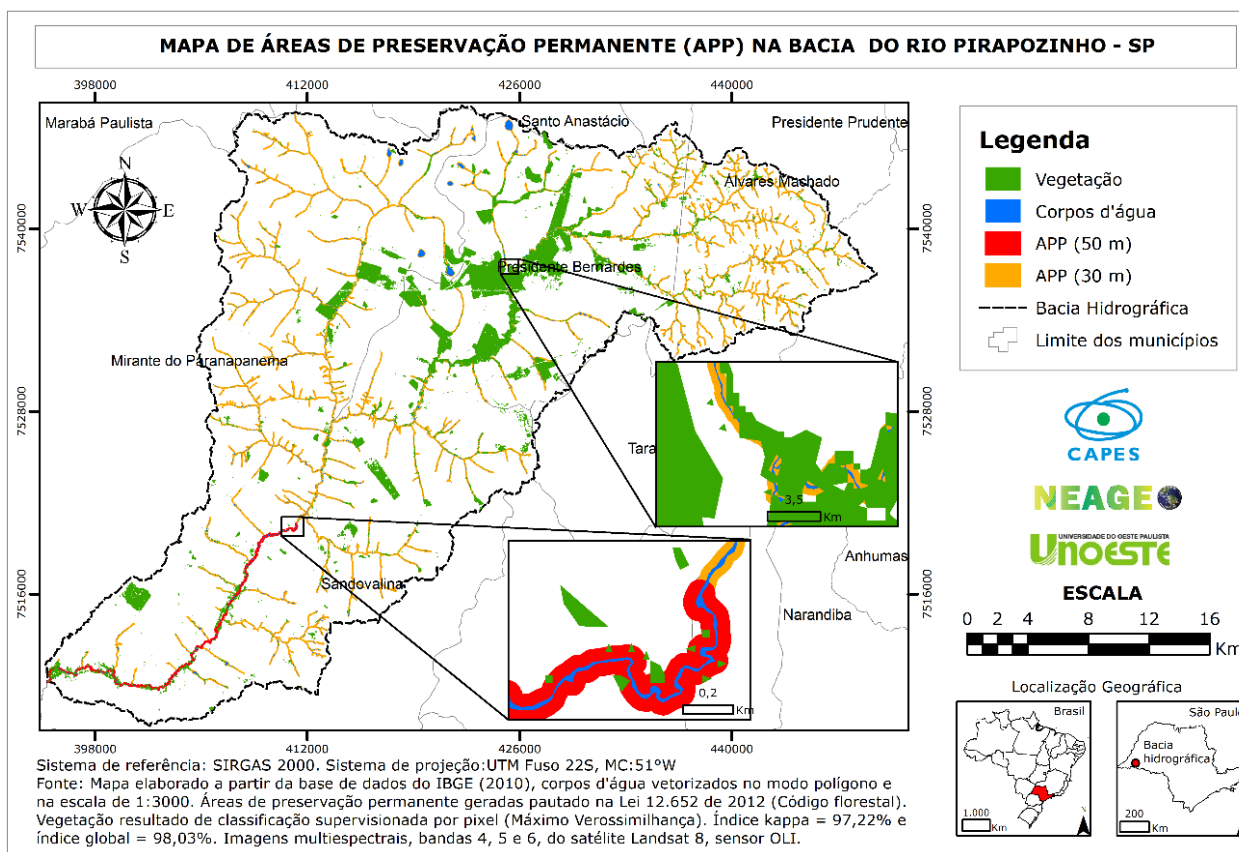 MAPA DE ÁREAS DE PRESERVAÇÃO PERMANENTE (APP) NA BACIA DO RIO PIRAPOZINHO - SP
398000 412000 426000 440000
Marabá Paulista
Santo Anastácio
Presidente Prudente
N
W E
S
Álvares Machado
7540000
7540000
Presidente Bernardes
Mirante do Paranapanema
7528000
7528000
Tara
3,5
Km
Anhumas
Sandovalina
7516000
7516000
Narandiba
0,2
Km
398000 412000 426000 440000
Legenda
Vegetação
Corpos d'água
APP (50 m)
APP (30 m)
Bacia Hidrográfica
Limite dos municípios
CAPES
NEAGEO
UNIVERSIDADE DO OESTE PAULISTA
UNOESTE
ESCALA
0 2 4 8 12 16
Km
Localização Geográfica
Brasil
1.000
Km
São Paulo
Bacia
hidrográfica
200
Km
Sistema de referência: SIRGAS 2000. Sistema de projeção:UTM Fuso 22S, MC:51°W
Fonte: Mapa elaborado a partir da base de dados do IBGE (2010), corpos d'água vetorizados no modo polígono e
na escala de 1:3000. Áreas de preservação permanente geradas pautado na Lei 12.652 de 2012 (Código florestal).
Vegetação resultado de classificação supervisionada por pixel (Máximo Verossimilhança). Índice kappa = 97,22% e
índice global = 98,03%. Imagens multiespectrais, bandas 4, 5 e 6, do satélite Landsat 8, sensor OLI.